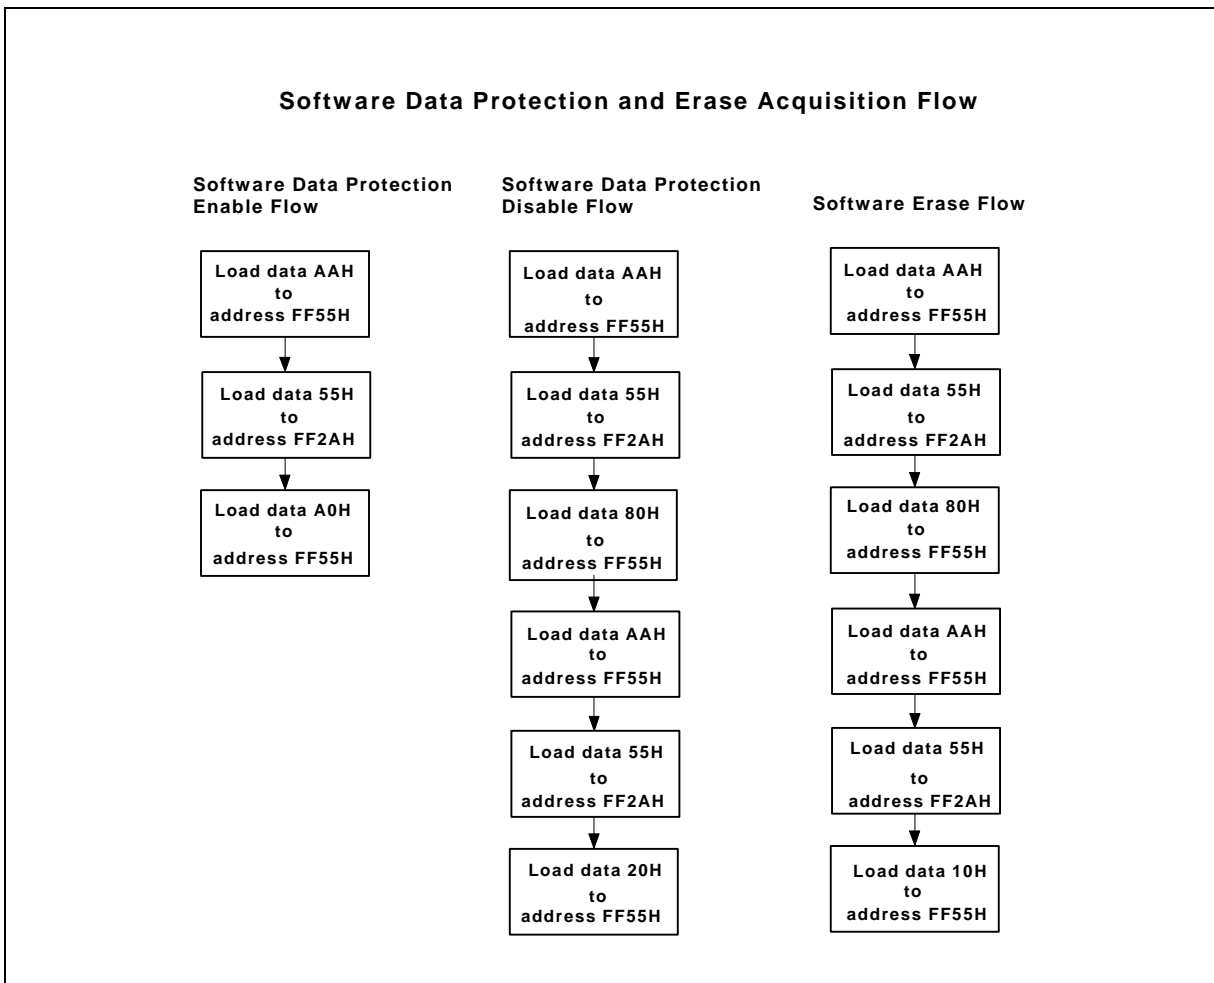 Software Data Protection and Erase Acquisition Flow
Software Data Protection
Enable Flow
Load data AAH
to
address FF55H
Load data 55H
to
address FF2AH
Load data A0H
to
address FF55H
Software Data Protection
Disable Flow
Load data AAH
to
address FF55H
Load data 55H
to
address FF2AH
Load data 80H
to
address FF55H
Load data AAH
to
address FF55H
Load data 55H
to
address FF2AH
Load data 20H
to
address FF55H
Software Erase Flow
Load data AAH
to
address FF55H
Load data 55H
to
address FF2AH
Load data 80H
to
address FF55H
Load data AAH
to
address FF55H
Load data 55H
to
address FF2AH
Load data 10H
to
address FF55H